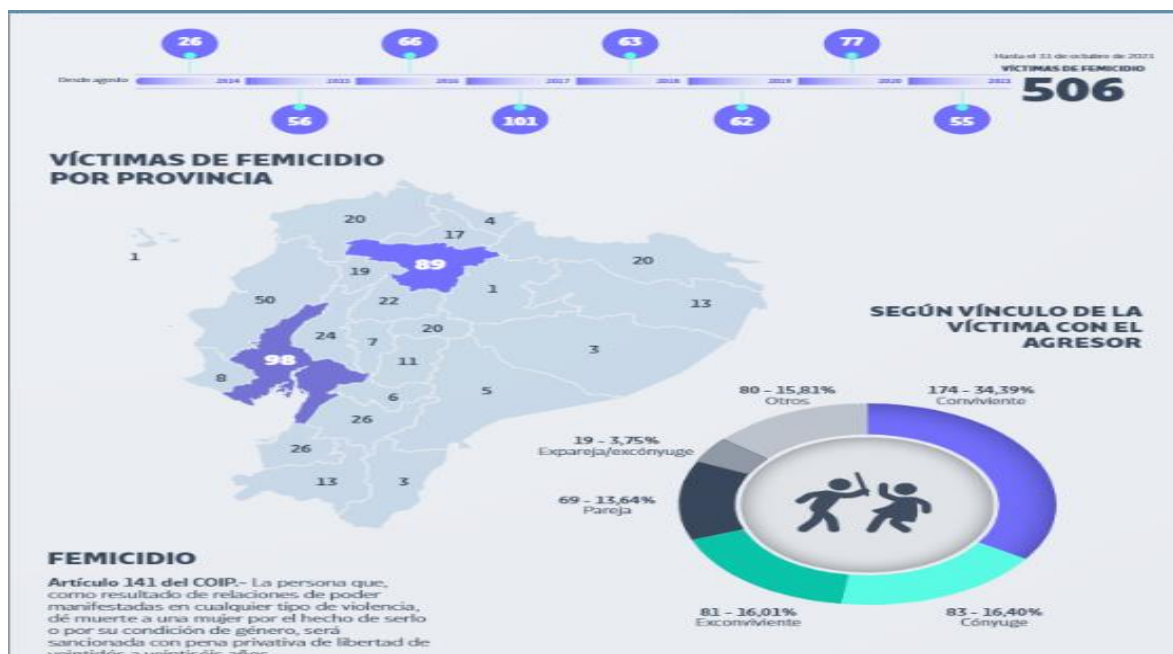 26
66
63
77
Desde agosto
2014
2015
2016
2017
2018
2019
2020
2021
Hasta el 31 de octubre de 2021
VÍCTIMAS DE FEMICIDIO
506
56
101
62
55
VÍCTIMAS DE FEMICIDIO
POR PROVINCIA
20
4
17
1
89
20
19
1
13
50
22
24
7
20
3
98
11
8
5
6
26
26
13
3
SEGÚN VÍNCULO DE LA
VÍCTIMA CON EL
AGRESOR
80 - 15,81%
Otros
174 - 34,39%
Conviviente
19 - 3,75%
Expareja/excónyuge
69 - 13,64%
Pareja
81 - 16,01%
Exconviviente
83 - 16,40%
Cónyuge
FEMICIDIO
Artículo 141 del COIP.- La persona que,
como resultado de relaciones de poder
manifestadas en cualquier tipo de violencia,
dé muerte a una mujer por el hecho de serlo
o por su condición de género, será
sancionada con pena privativa de libertad de
veintidós a veintiséis años